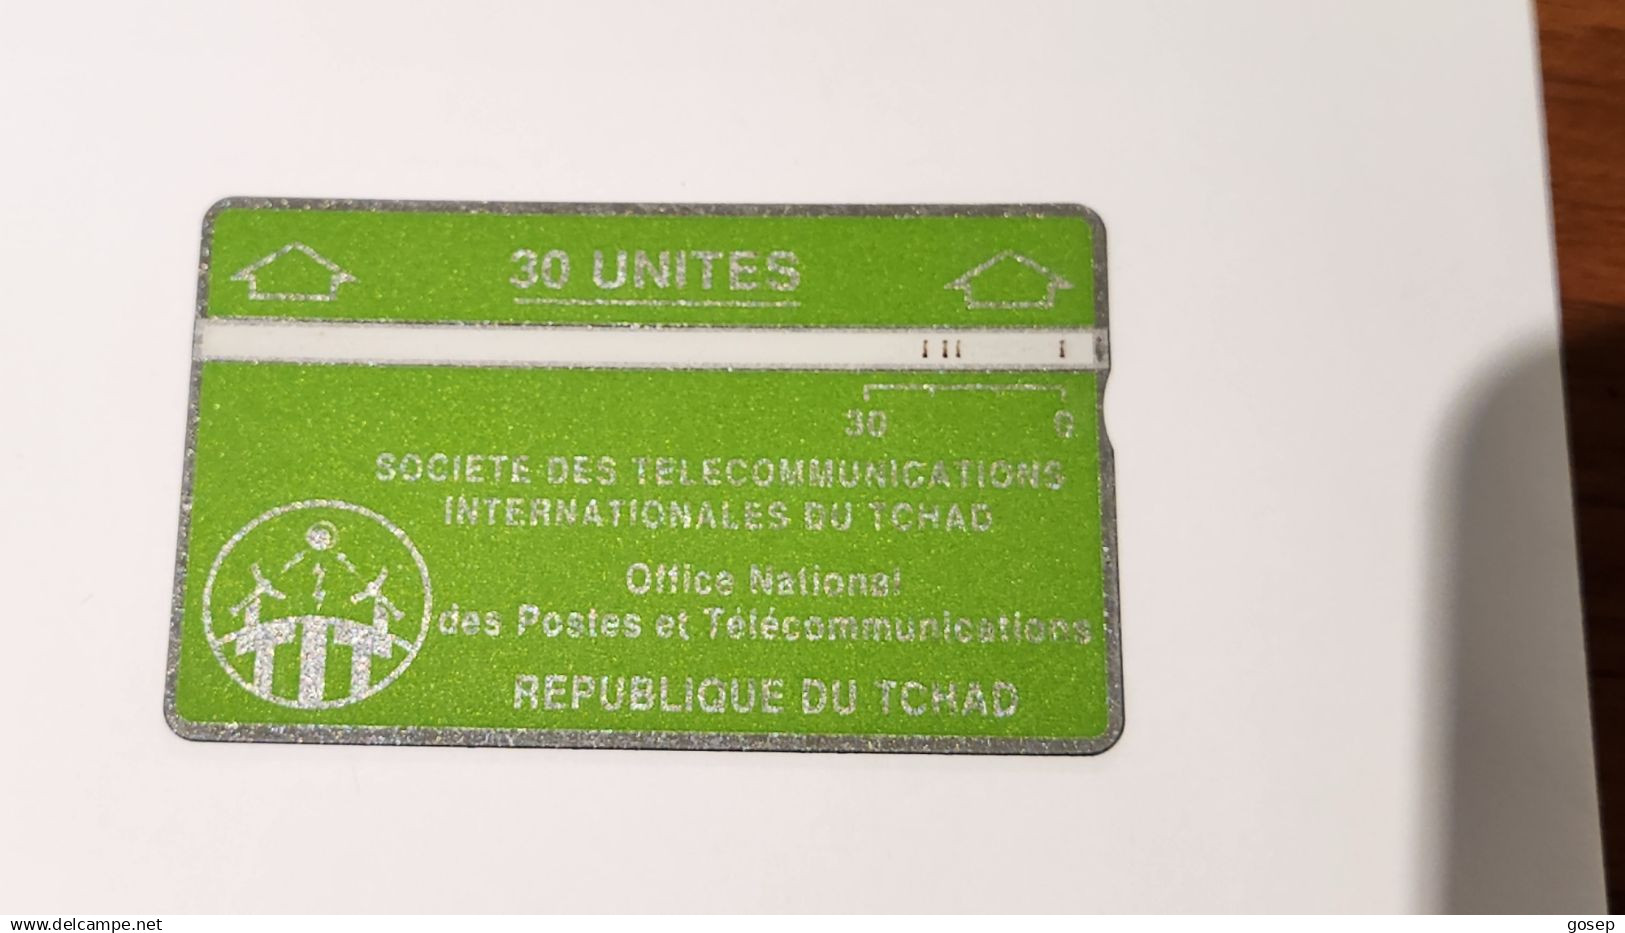 30 UNITES
30 0
SOCIETE DES TELECOMMUNICATIONS
INTERNATIONALES DU TCHAD
Office National
des Postes et Télécommunications
REPUBLIQUE DU TCHAD
www.delcampe.net
gosep